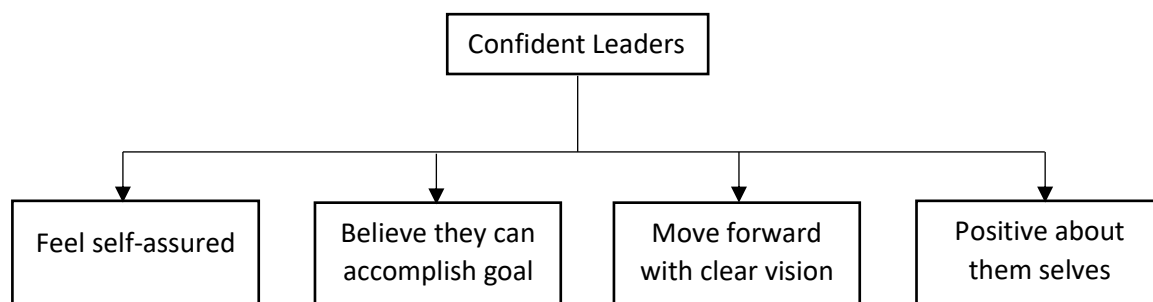 Confident Leaders
Feel self-assured
Believe they can
accomplish goal
Move forward
with clear vision
Positive about
them selves